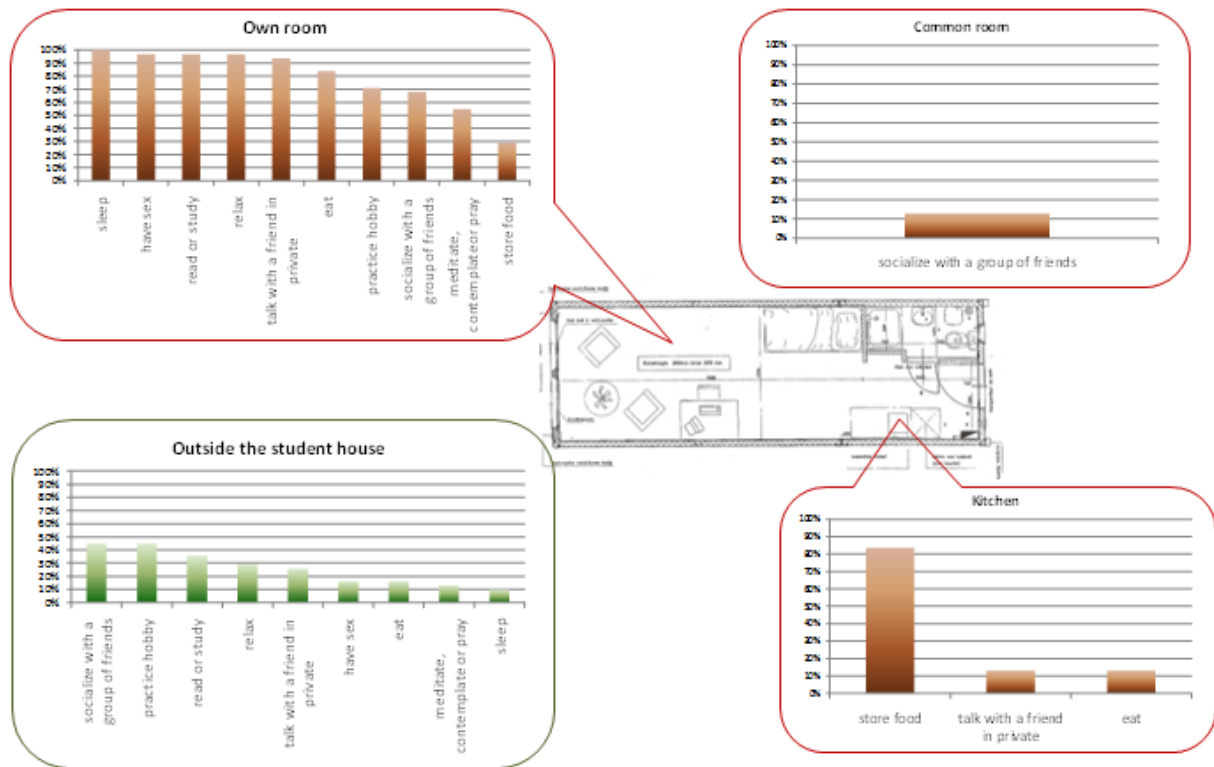 Own room
100%
90%
80%
70%
60%
50%
40%
30%
20%
10%
0%
sleep
have sex
read or study
relax
talk with a friend in
private
eat
practice hobby
socialize with a
group of friends
meditate,
contemplate or pray
store food
Common room
100%
90%
80%
70%
60%
50%
40%
30%
20%
10%
0%
socialize with a group of friends
Outside the student house
100%
90%
80%
70%
60%
50%
40%
30%
20%
10%
0%
socialize with a
group of friends
practice hobby
read or study
relax
talk with a friend in
private
have sex
eat
meditate,
contemplate or pray
sleep
Kitchen
100%
90%
80%
70%
60%
50%
40%
30%
20%
10%
0%
store food
talk with a friend
in private
eat